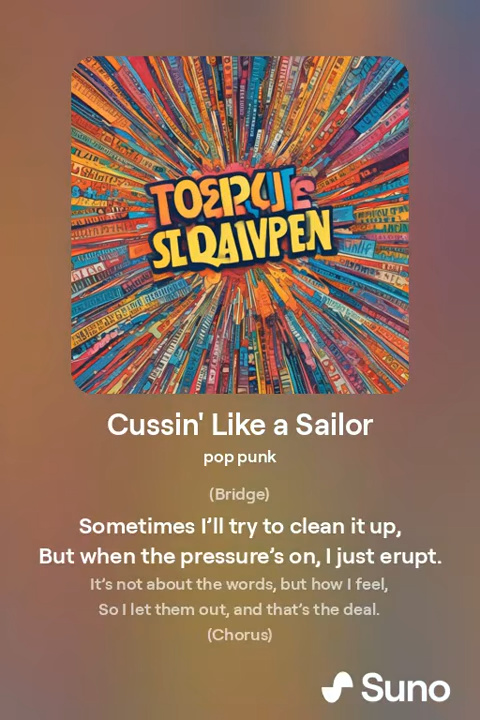 TOEPCUTE
SLQAIVPEN
Cussin' Like a Sailor
pop punk
(Bridge)
Sometimes I’ll try to clean it up,
But when the pressure’s on, I just erupt.
It’s not about the words, but how I feel,
So I let them out, and that’s the deal.
(Chorus)
Suno